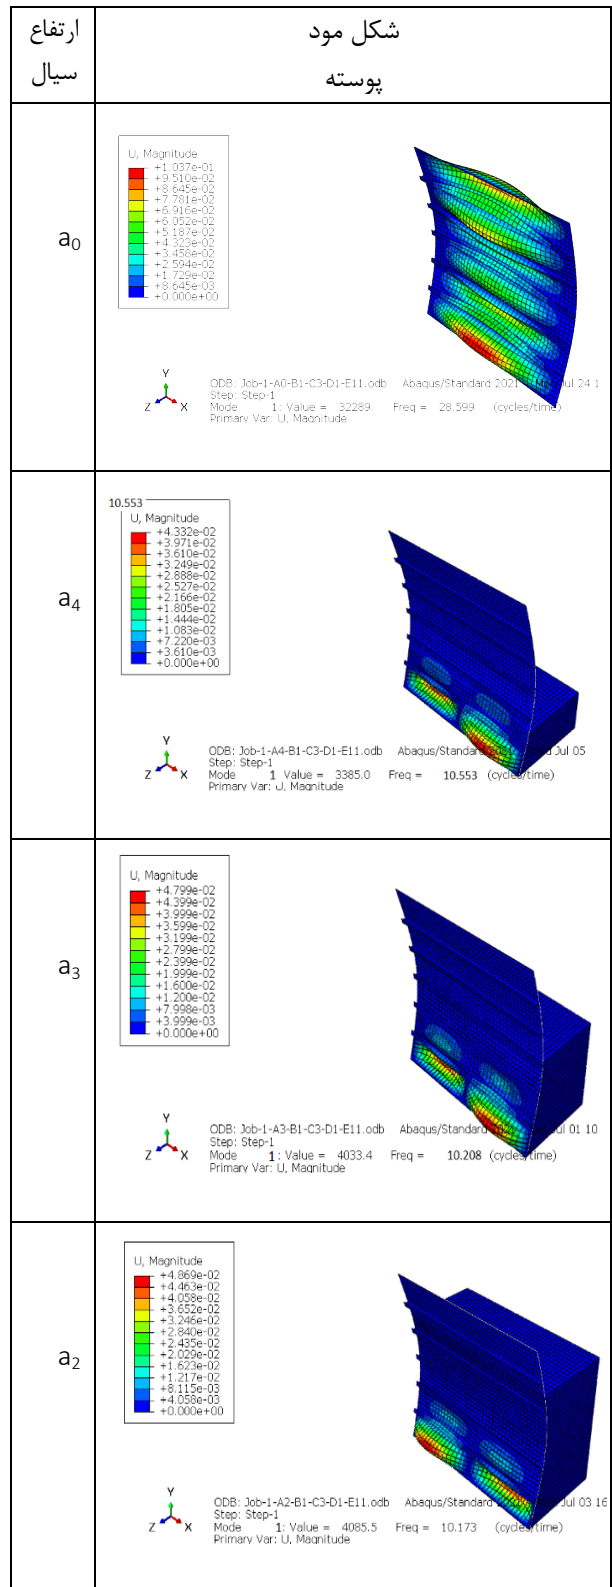 ارتفاع سیال
شکل مود پوسته
a0
U, Magnitude
+1.037e-01
+9.510e-02
+8.645e-02
+7.781e-02
+6.916e-02
+6.052e-02
+5.187e-02
+4.323e-02
+3.458e-02
+2.594e-02
+1.729e-02
+8.645e-03
+0.000e+00
Y
Z X
ODB: Job-1-A0-B1-C3-D1-E11.odb Abaqus/Standard 2021 Jul 24 1
Step: Step-1
Mode 1: Value = 32289 Freq = 28.599 (cycles/time)
Primary Var: U, Magnitude
a4
10.553
U, Magnitude
+4.332e-02
+3.971e-02
+3.610e-02
+3.249e-02
+2.888e-02
+2.527e-02
+2.166e-02
+1.805e-02
+1.444e-02
+1.083e-02
+7.220e-03
+3.610e-03
+0.000e+00
Y
Z X
ODB: Job-1-A4-B1-C3-D1-E11.odb Abaqus/Standard Jul 05
Step: Step-1
Mode 1 Value = 3385.0 Freq = 10.553 (cycles/time)
Primary Var: U, Magnitude
a3
U, Magnitude
+4.799e-02
+4.399e-02
+3.999e-02
+3.599e-02
+3.199e-02
+2.799e-02
+2.399e-02
+1.999e-02
+1.600e-02
+1.200e-02
+7.998e-03
+3.999e-03
+0.000e+00
Y
Z X
ODB: Job-1-A3-B1-C3-D1-E11.odb Abaqus/Standard Jul 01 10
Step: Step-1
Mode 1: Value = 4033.4 Freq = 10.208 (cycles/time)
Primary Var: U, Magnitude
a2
U, Magnitude
+4.869e-02
+4.463e-02
+4.058e-02
+3.652e-02
+3.246e-02
+2.840e-02
+2.435e-02
+2.029e-02
+1.623e-02
+1.217e-02
+8.115e-03
+4.058e-03
+0.000e+00
Y
Z X
ODB: Job-1-A2-B1-C3-D1-E11.odb Abaqus/Standard Jul 03 16
Step: Step-1
Mode 1: Value = 4085.5 Freq = 10.173 (cycles/time)
Primary Var: U, Magnitude